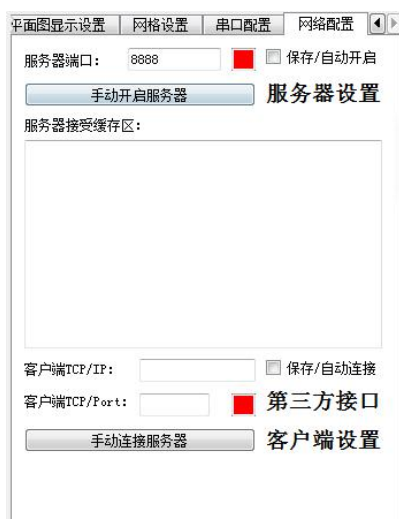 平面图显示设置 网格设置 串口配置 网络配置
服务器端口: 8888 保存/自动开启
手动开启服务器 服务器设置
服务器接受缓存区:
客户端TCP/IP: 保存/自动连接
客户端TCP/Port: 第三方接口
手动连接服务器 客户端设置